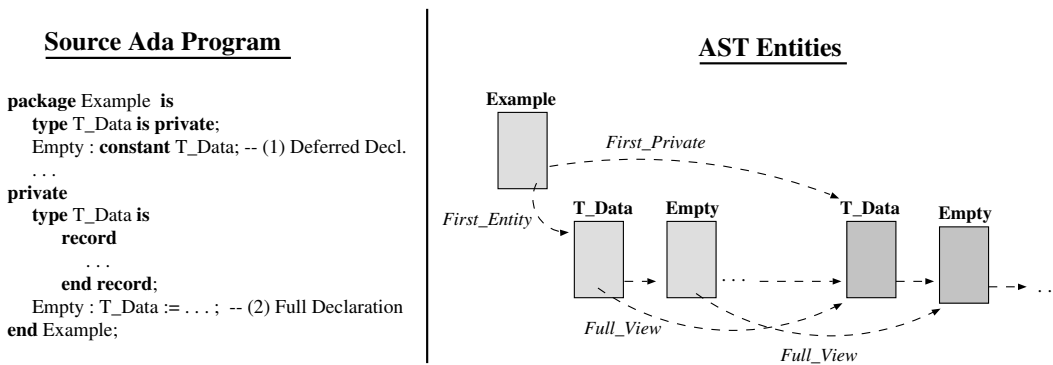 Source Ada Program
package Example is
type T_Data is private;
Empty : constant T_Data; -- (1) Deferred Decl.
. . .
private
type T_Data is
record
. . .
end record;
Empty : T_Data := . . . ; -- (2) Full Declaration
end Example;
AST Entities
Example
First_Private
First_Entity
T_Data
Empty
T_Data
Empty
. . .
. .
Full_View
Full_View